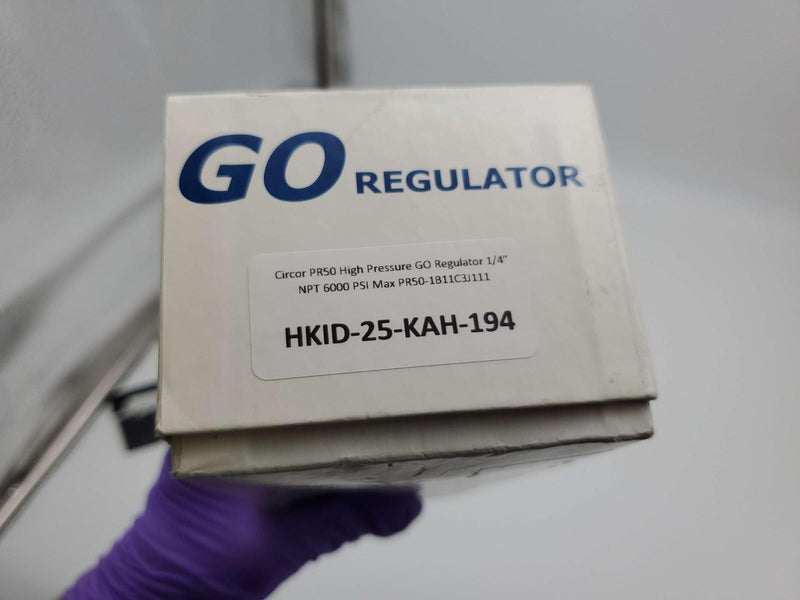 GO REGULATOR
Circor PR50 High Pressure GO Regulator 1/4"
NPT 6000 PSI Max PR50-1B11C3J111
HKID-25-KAH-194